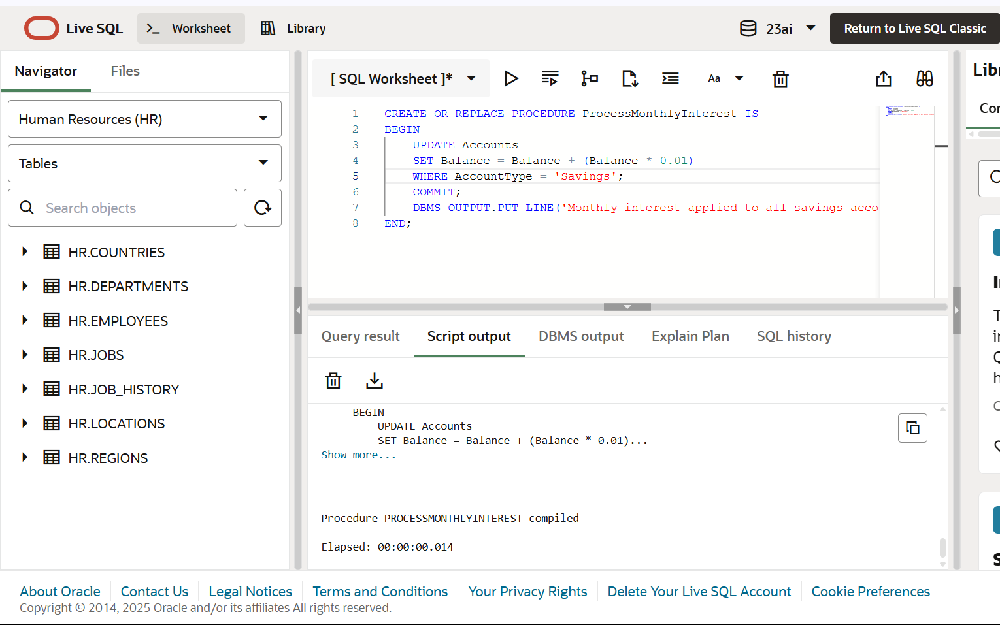 Live SQL
Worksheet
Library
23ai
Return to Live SQL Classic
Navigator
Files
Human Resources (HR)
Tables
Search objects
HR.COUNTRIES
HR.DEPARTMENTS
HR.EMPLOYEES
HR.JOBS
HR.JOB_HISTORY
HR.LOCATIONS
HR.REGIONS
[ SQL Worksheet ]*
Aa
1 CREATE OR REPLACE PROCEDURE ProcessMonthlyInterest IS
2 BEGIN
3 UPDATE Accounts
4 SET Balance = Balance + (Balance * 0.01)
5 WHERE AccountType = 'Savings';
6 COMMIT;
7 DBMS_OUTPUT.PUT_LINE('Monthly interest applied to all savings
8 END;
Query result
Script output
DBMS output
Explain Plan
SQL history
BEGIN
UPDATE Accounts
SET Balance = Balance + (Balance * 0.01)...
Show more...
Procedure PROCESSMONTHLYINTEREST compiled
Elapsed: 00:00:00.014
About Oracle
Contact Us
Legal Notices
Terms and Conditions
Your Privacy Rights
Delete Your Live SQL Account
Cookie Preferences
Copyright © 2014, 2025 Oracle and/or its affiliates All rights reserved.